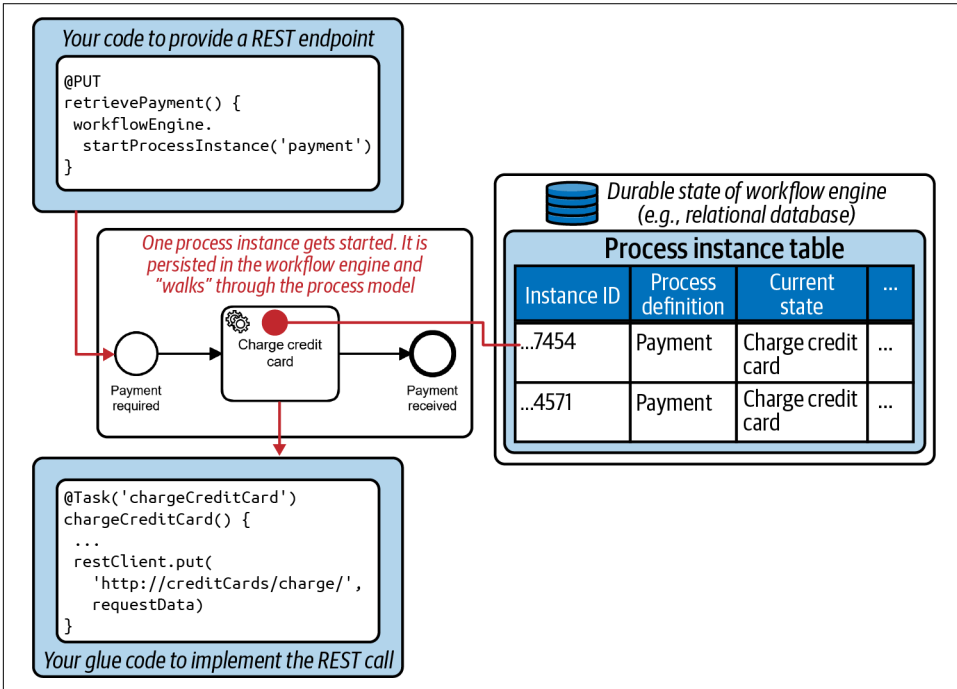 Your code to provide a REST endpoint
@PUT
retrievePayment() {
 workflowEngine.
  startProcessInstance('payment')
}
One process instance gets started. It is
persisted in the workflow engine and
“walks” through the process model
Payment
required
Charge credit
card
Payment
received
@Task('chargeCreditCard')
chargeCreditCard() {
 ...
 restClient.put(
  'http://creditCards/charge/',
  requestData)
}
Your glue code to implement the REST call
Durable state of workflow engine
(e.g., relational database)
Process instance table
Instance ID
Process
definition
Current
state
...
...7454
Payment
Charge credit
card
...
...4571
Payment
Charge credit
card
...